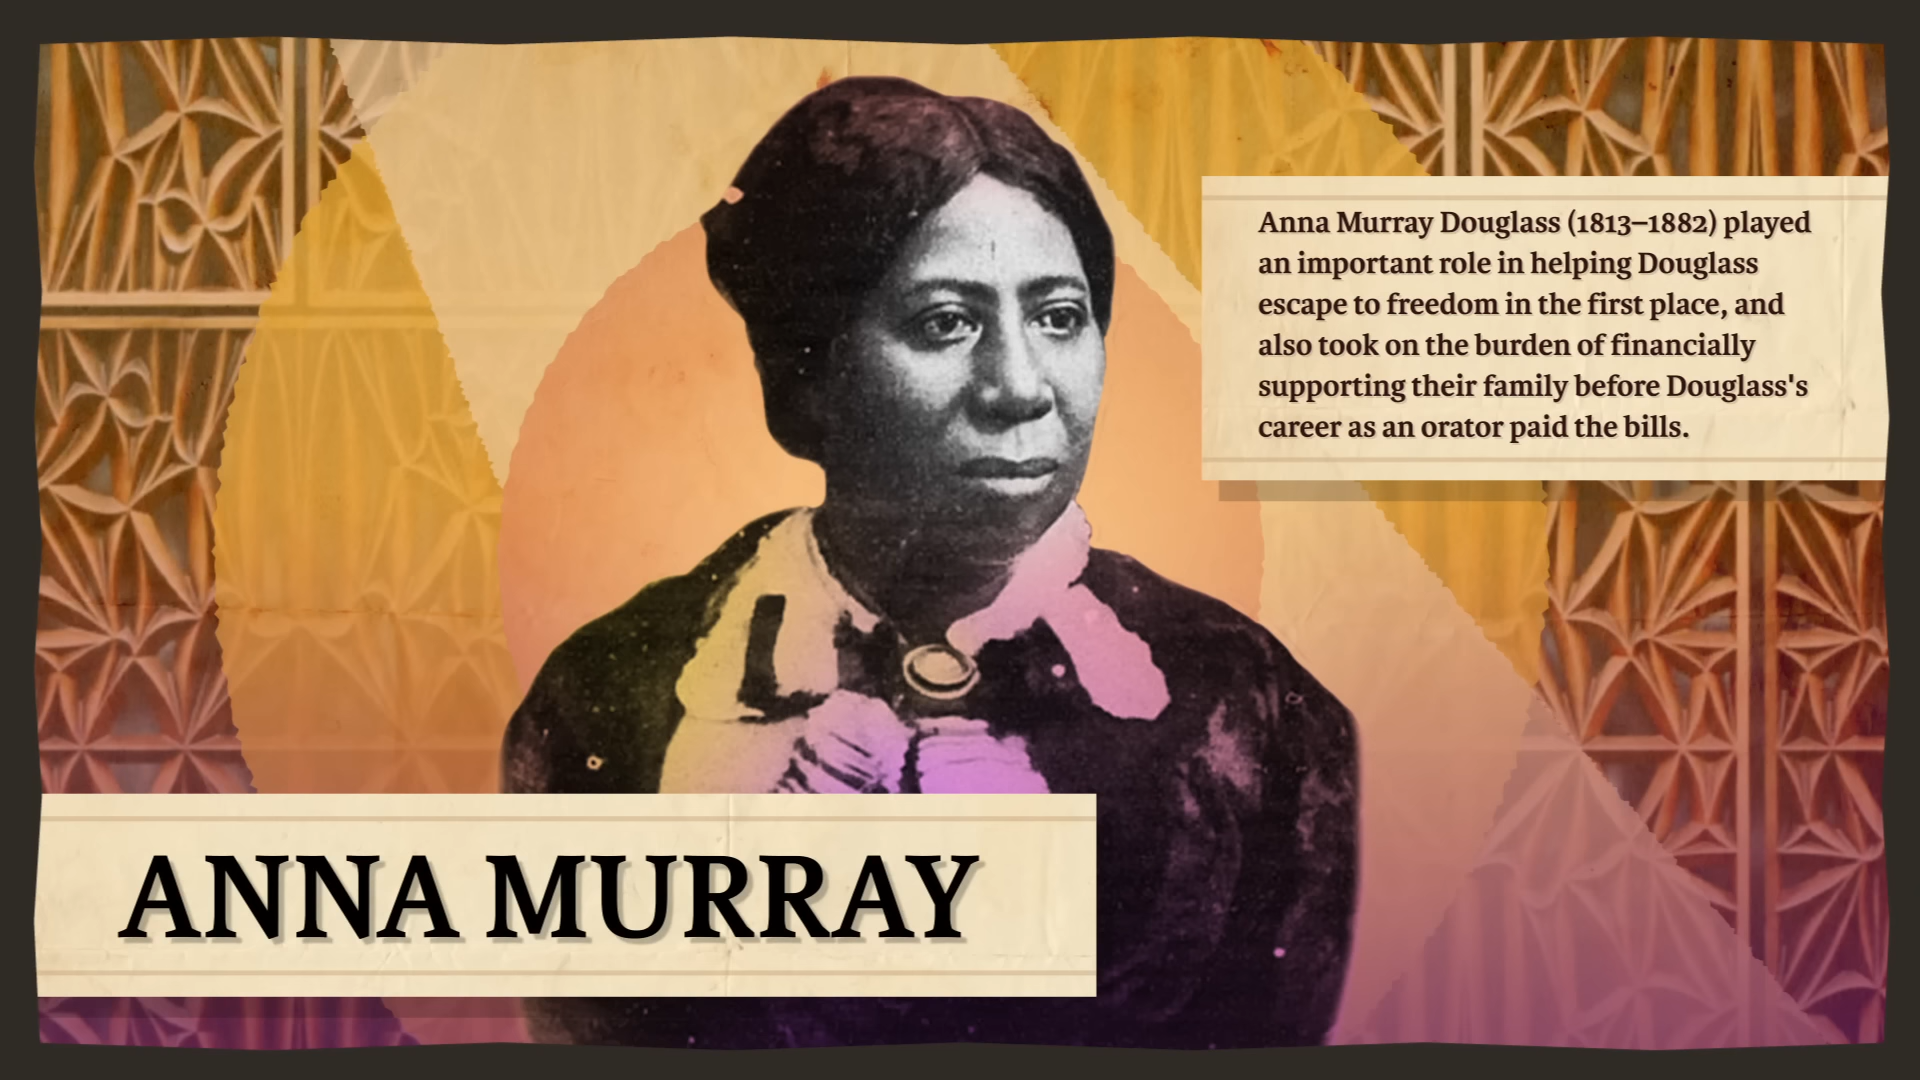 Anna Murray Douglass (1813–1882) played
an important role in helping Douglass
escape to freedom in the first place, and
also took on the burden of financially
supporting their family before Douglass's
career as an orator paid the bills.
ANNA MURRAY